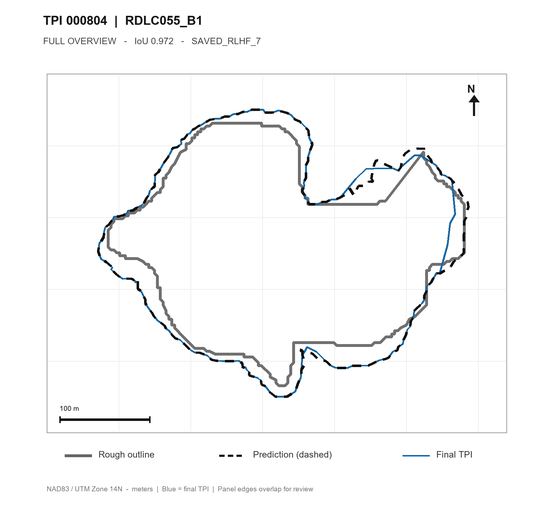 TPI 000804 | RDLC055_B1
FULL OVERVIEW - IoU 0.972 - SAVED_RLHF_7
N
100 m
Rough outline Prediction (dashed) Final TPI
NAD83 / UTM Zone 14N - meters | Blue = final TPI | Panel edges overlap for review